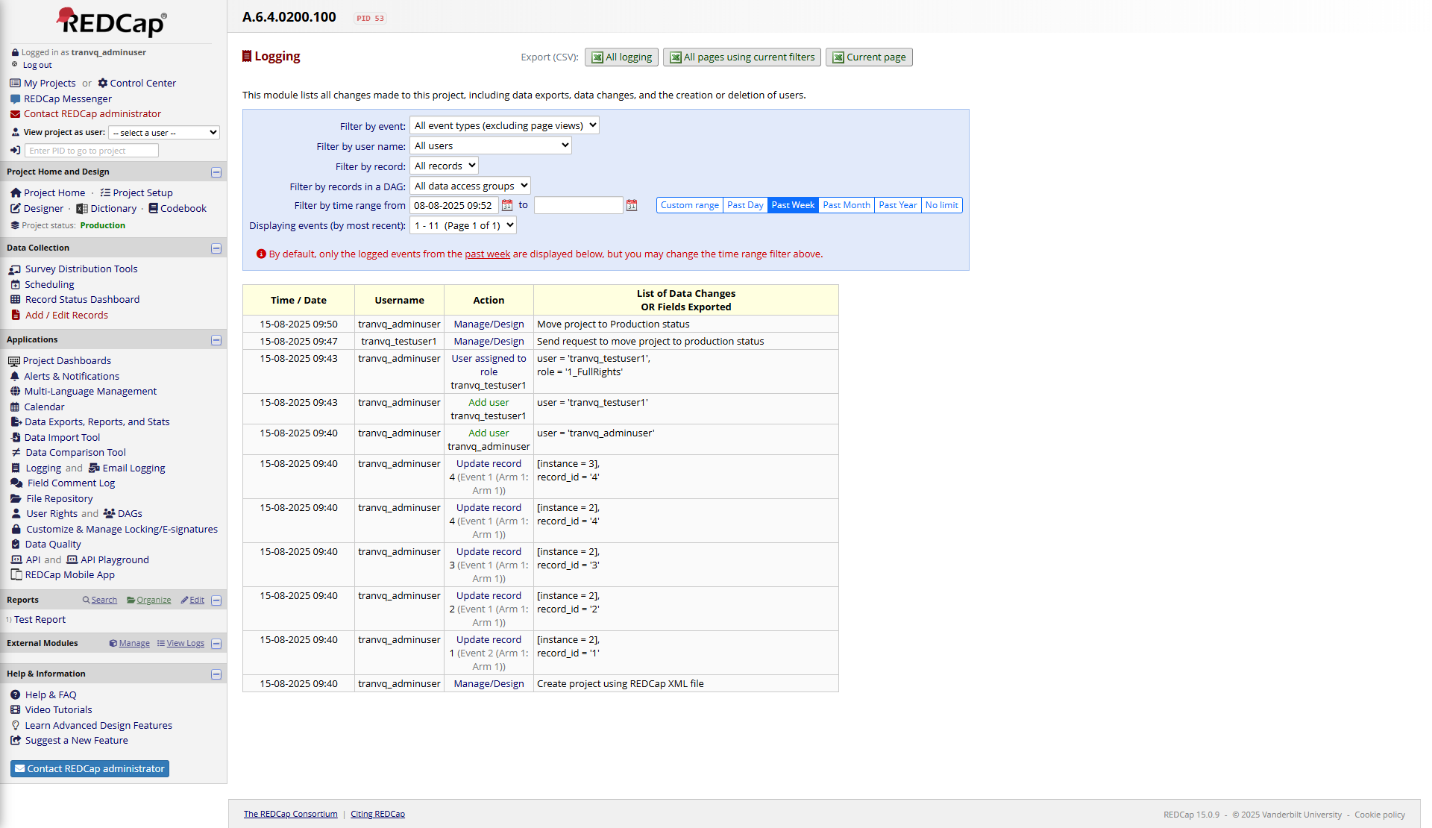 REDCap®
Logged in as tranvq_adminuser
Log out
My Projects or Control Center
REDCap Messenger
Contact REDCap administrator
View project as user: -- select a user --
Enter PID to go to project
Project Home and Design
Project Home · Project Setup
Designer · Dictionary · Codebook
Project status: Production
Data Collection
Survey Distribution Tools
Scheduling
Record Status Dashboard
Add / Edit Records
Applications
Project Dashboards
Alerts & Notifications
Multi-Language Management
Calendar
Data Exports, Reports, and Stats
Data Import Tool
Data Comparison Tool
Logging and Email Logging
Field Comment Log
File Repository
User Rights and DAGs
Customize & Manage Locking/E-signatures
Data Quality
API and API Playground
REDCap Mobile App
Reports Search Organize Edit
1) Test Report
External Modules Manage View Logs
Help & Information
Help & FAQ
Video Tutorials
Learn Advanced Design Features
Suggest a New Feature
Contact REDCap administrator
A.6.4.0200.100 PID 53
Logging
Export (CSV): All logging All pages using current filters Current page
This module lists all changes made to this project, including data exports, data changes, and the creation or deletion of users.
Filter by event: All event types (excluding page views)
Filter by user name: All users
Filter by record: All records
Filter by records in a DAG: All data access groups
Filter by time range from 08-08-2025 09:52 to Custom range Past Day Past Week Past Month Past Year No limit
Displaying events (by most recent): 1 - 11 (Page 1 of 1)
By default, only the logged events from the past week are displayed below, but you may change the time range filter above.
Time / Date Username Action List of Data Changes
OR Fields Exported
15-08-2025 09:50 tranvq_adminuser Manage/Design Move project to Production status
15-08-2025 09:47 tranvq_testuser1 Manage/Design Send request to move project to production status
15-08-2025 09:43 tranvq_adminuser User assigned to user = 'tranvq_testuser1',
role role = '1_FullRights'
tranvq_testuser1
15-08-2025 09:43 tranvq_adminuser Add user user = 'tranvq_testuser1'
tranvq_testuser1
15-08-2025 09:40 tranvq_adminuser Add user user = 'tranvq_adminuser'
tranvq_adminuser
15-08-2025 09:40 tranvq_adminuser Update record [instance = 3],
4 (Event 1 (Arm 1: record_id = '4'
Arm 1))
15-08-2025 09:40 tranvq_adminuser Update record [instance = 2],
4 (Event 1 (Arm 1: record_id = '4'
Arm 1))
15-08-2025 09:40 tranvq_adminuser Update record [instance = 2],
3 (Event 1 (Arm 1: record_id = '3'
Arm 1))
15-08-2025 09:40 tranvq_adminuser Update record [instance = 2],
2 (Event 1 (Arm 1: record_id = '2'
Arm 1))
15-08-2025 09:40 tranvq_adminuser Update record [instance = 2],
1 (Event 2 (Arm 1: record_id = '1'
Arm 1))
15-08-2025 09:40 tranvq_adminuser Manage/Design Create project using REDCap XML file
The REDCap Consortium | Citing REDCap
REDCap 15.0.9 - © 2025 Vanderbilt University - Cookie policy